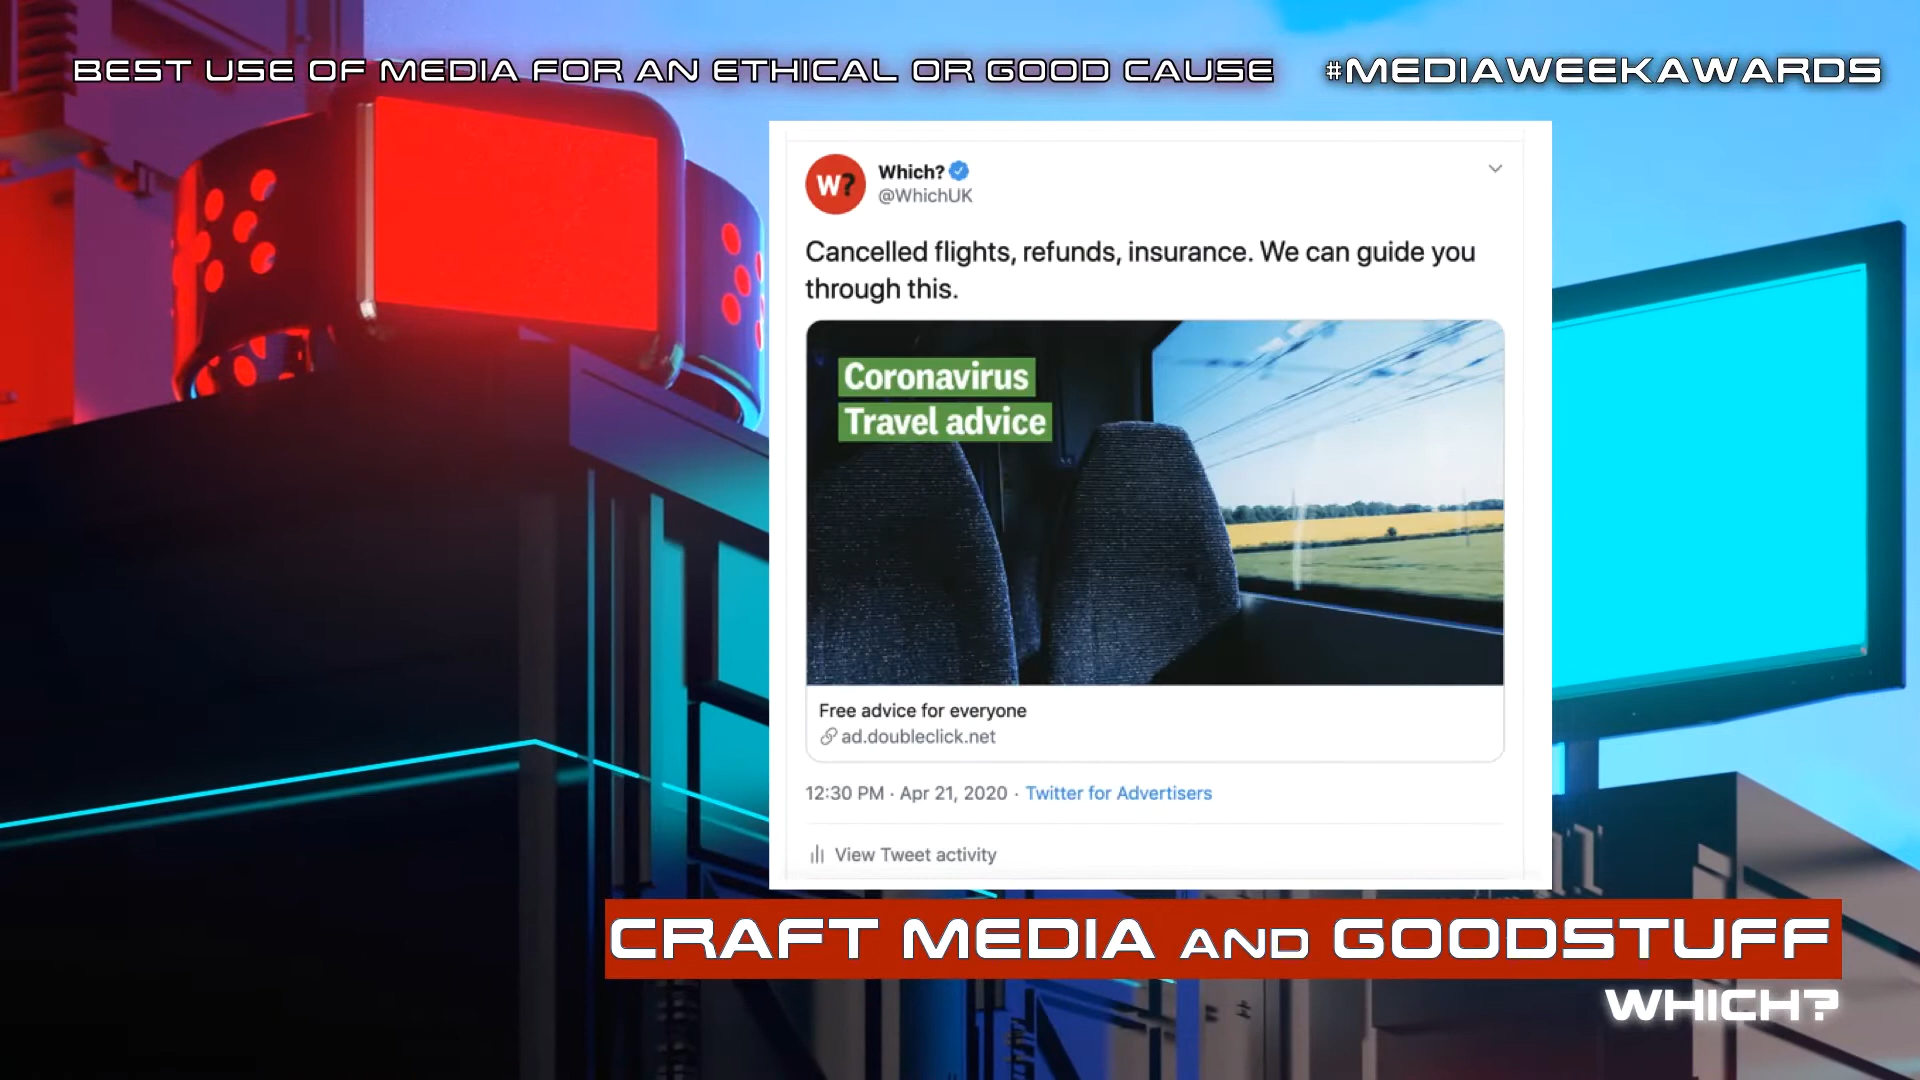 BEST USE OF MEDIA FOR AN ETHICAL OR GOOD CAUSE #MEDIAWEEKAWARDS
W?
Which?
@WhichUK
Cancelled flights, refunds, insurance. We can guide you
through this.
Coronavirus
Travel advice
Free advice for everyone
ad.doubleclick.net
12:30 PM · Apr 21, 2020 · Twitter for Advertisers
View Tweet activity
CRAFT MEDIA AND GOODSTUFF
WHICH?